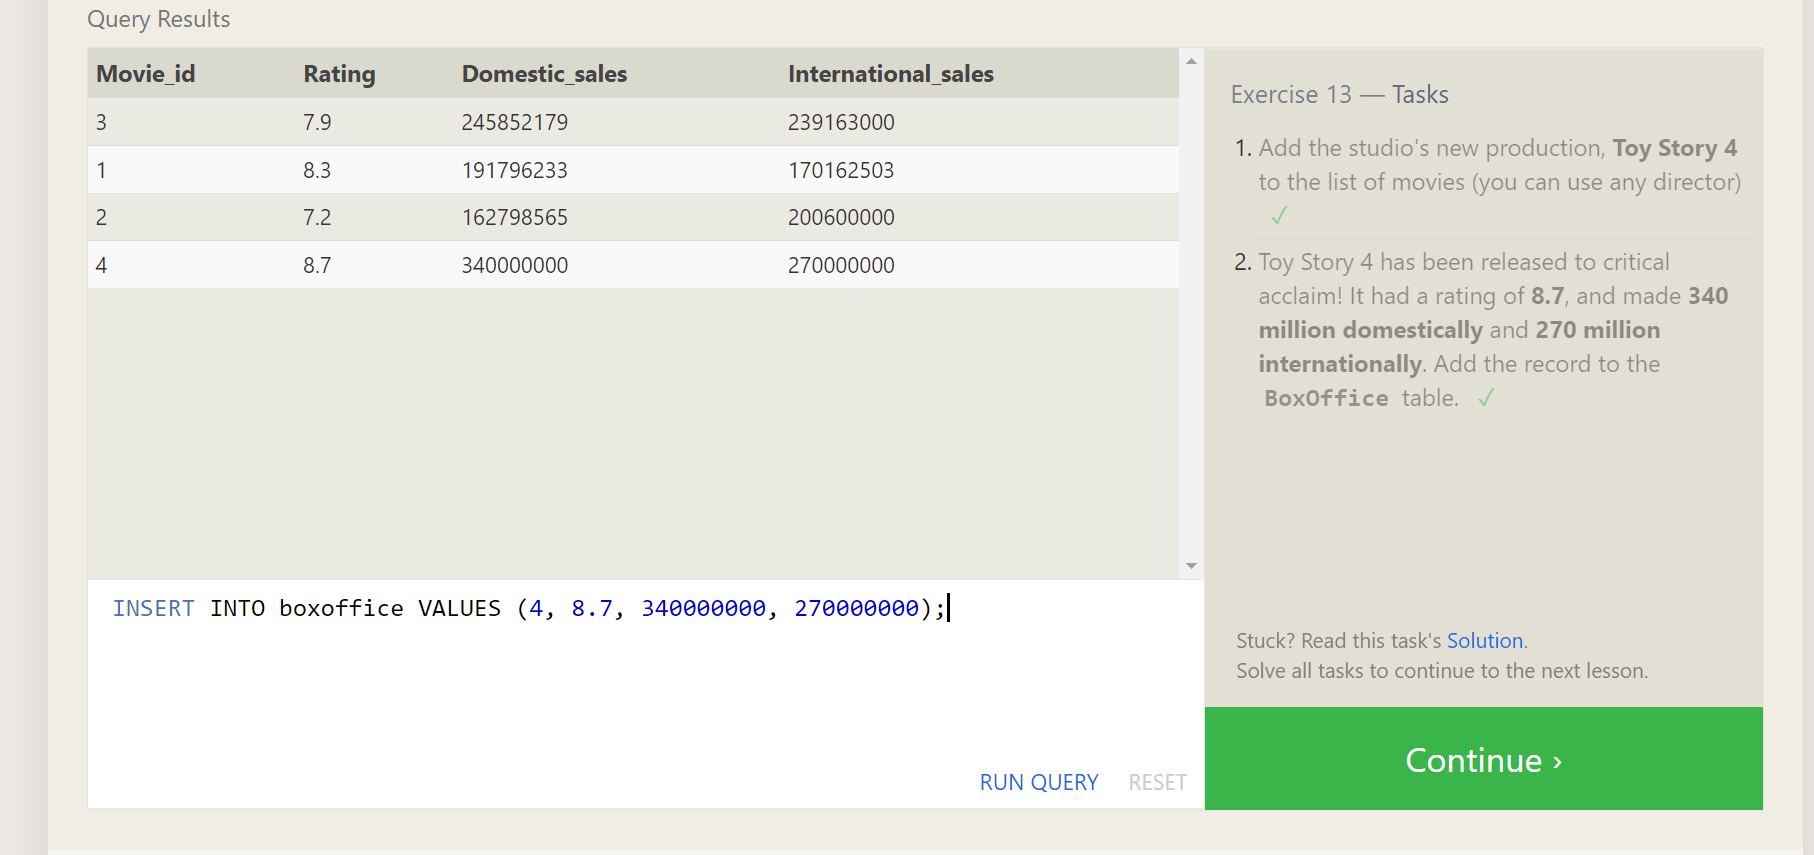 Query Results
Movie_id Rating Domestic_sales International_sales
3 7.9 245852179 239163000
1 8.3 191796233 170162503
2 7.2 162798565 200600000
4 8.7 340000000 270000000
INSERT INTO boxoffice VALUES (4, 8.7, 340000000, 270000000);
RUN QUERY RESET
Exercise 13 — Tasks
1. Add the studio's new production, Toy Story 4
to the list of movies (you can use any director)
✓
2. Toy Story 4 has been released to critical
acclaim! It had a rating of 8.7, and made 340
million domestically and 270 million
internationally. Add the record to the
BoxOffice table. ✓
Stuck? Read this task's Solution.
Solve all tasks to continue to the next lesson.
Continue ›